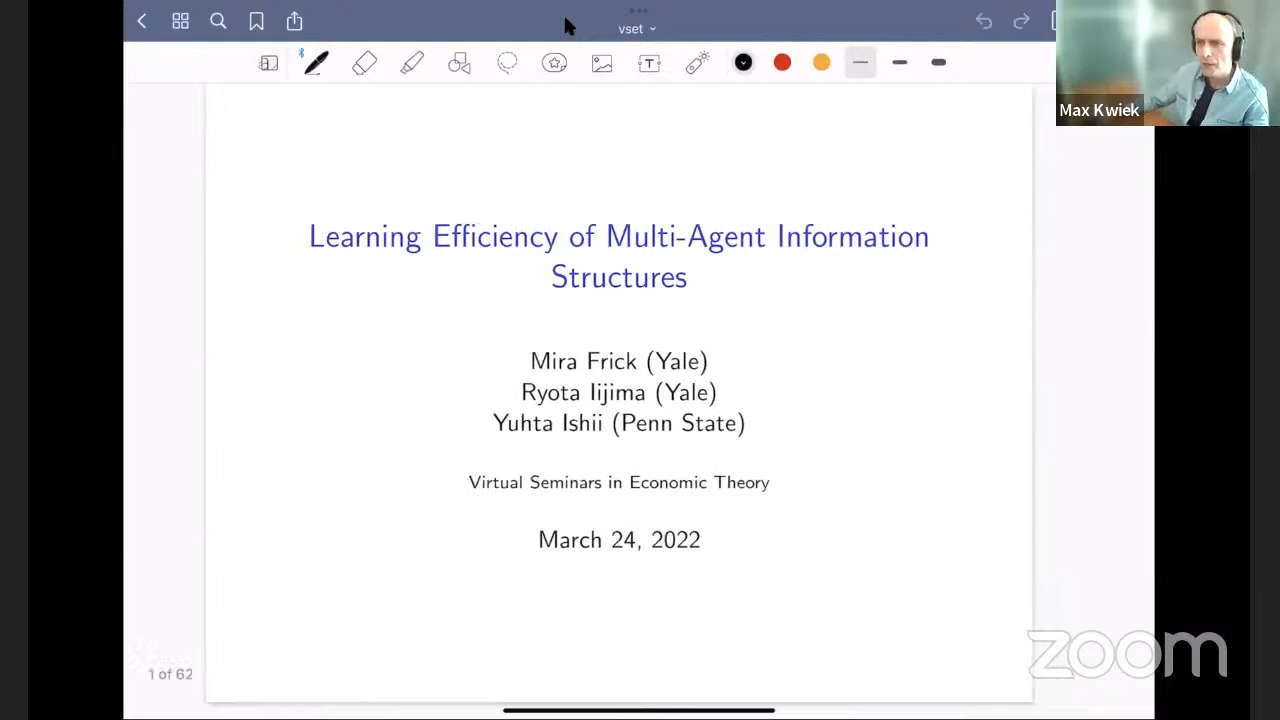 vset
T
Max Kwiek
Learning Efficiency of Multi-Agent Information
Structures
Mira Frick (Yale)
Ryota Iijima (Yale)
Yuhta Ishii (Penn State)
Virtual Seminars in Economic Theory
March 24, 2022
1 of 62
zoom